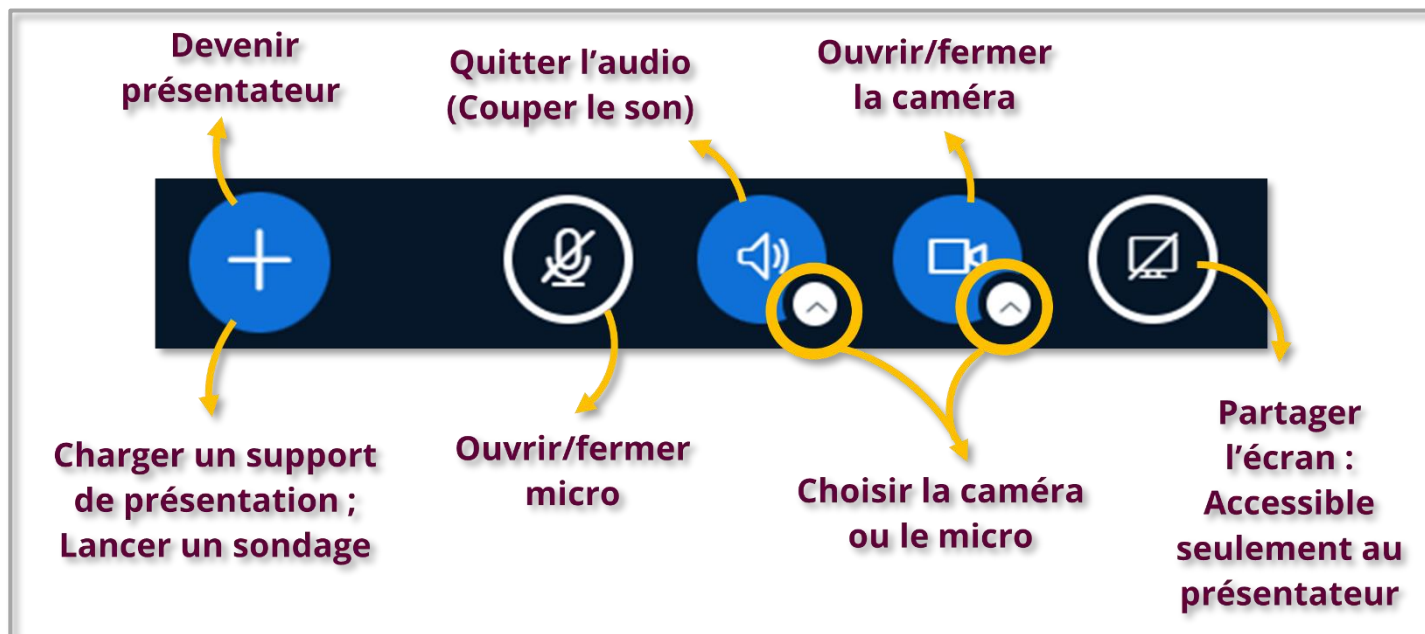 Devenir
présentateur
Quitter l’audio
(Couper le son)
Ouvrir/fermer
la caméra
Charger un support
de présentation ;
Lancer un sondage
Ouvrir/fermer
micro
Choisir la caméra
ou le micro
Partager
l’écran :
Accessible
seulement au
présentateur